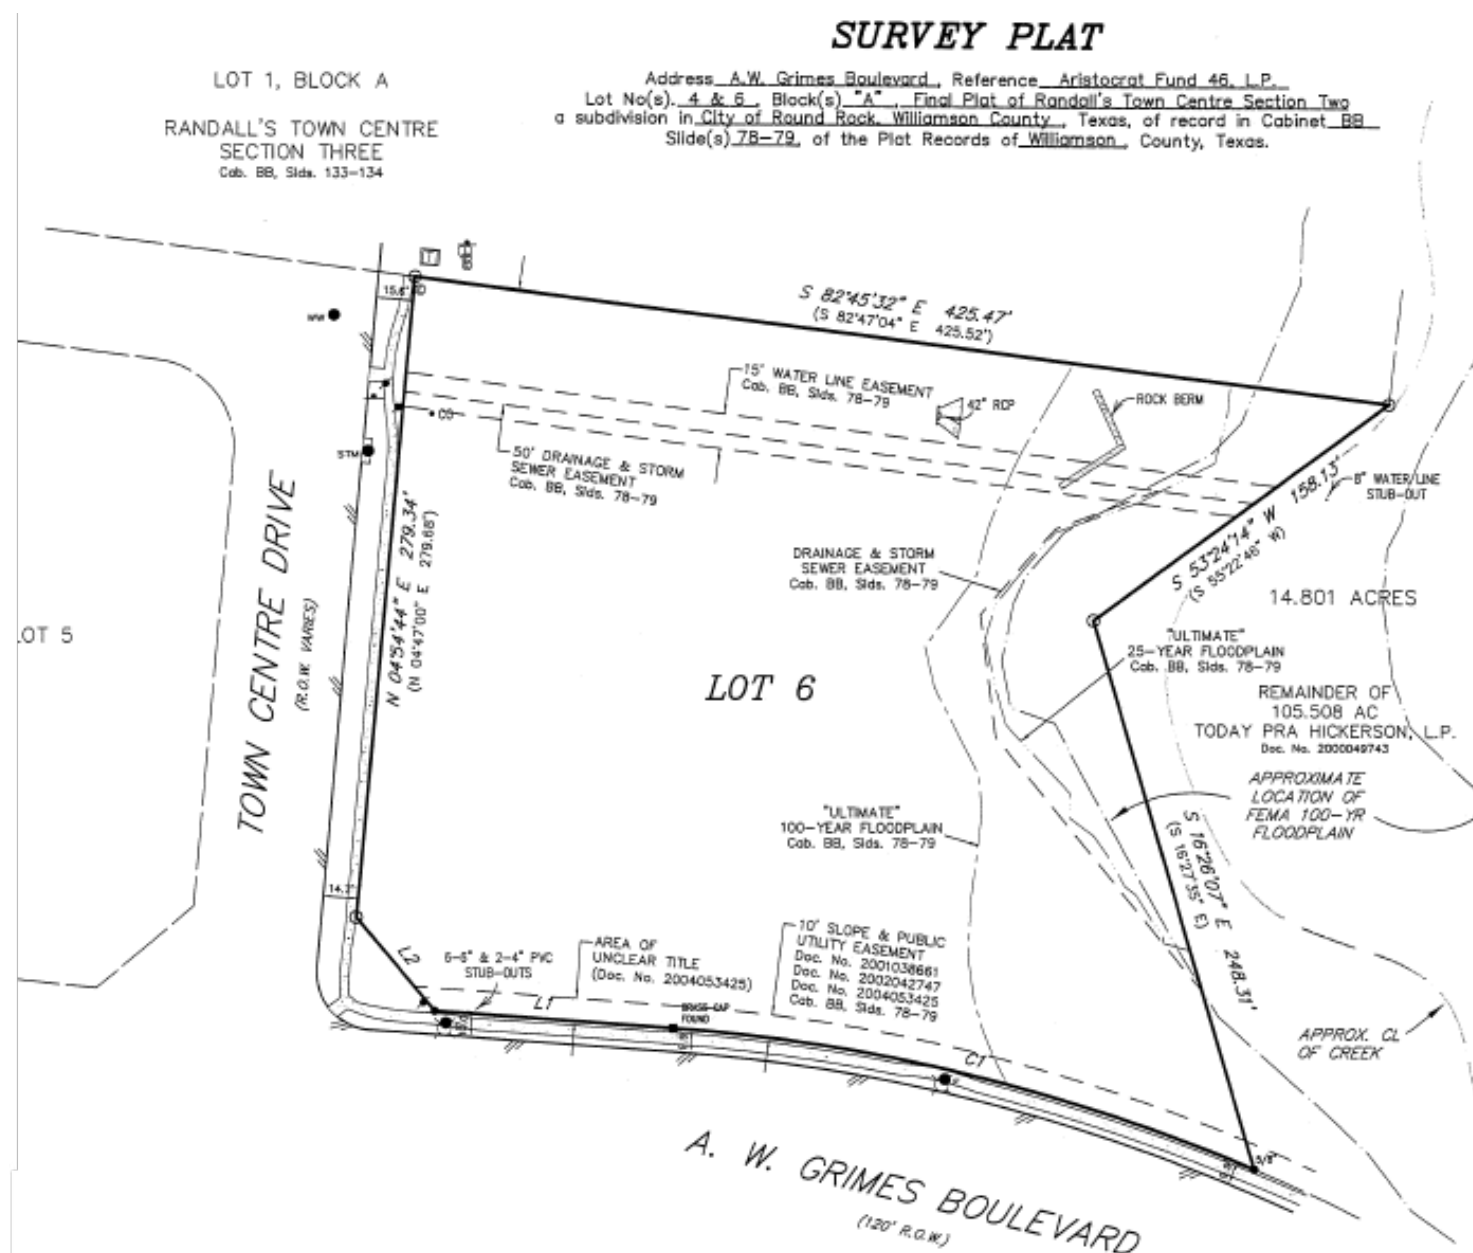 SURVEY PLAT
Address A.W. Grimes Boulevard, Reference Aristocrat Fund 46, L.P.
Lot No(s). 4 & 6, Block(s) "A", Final Plat of Randall's Town Centre Section Two
a subdivision in City of Round Rock, Williamson County, Texas, of record in Cabinet BB
Slide(s) 78-79, of the Plat Records of Williamson, County, Texas.
LOT 1, BLOCK A
RANDALL'S TOWN CENTRE
SECTION THREE
Cab. BB, Slds. 133-134
S 82°45'32" E 425.47'
(S 82°47'04" E 425.52')
WW
15' WATER LINE EASEMENT
Cab. BB, Slds. 78-79
42" RCP
ROCK BERM
CO
STM
50' DRAINAGE & STORM
SEWER EASEMENT
Cab. BB, Slds. 78-79
S 53°24'14" W 158.13'
(S 55°22'48" W)
8" WATER LINE
STUB-OUT
N 04°54'44" E 279.34'
(N 04°47'00" E 279.68')
TOWN CENTRE DRIVE
(R.O.W. VARIES)
DRAINAGE & STORM
SEWER EASEMENT
Cab. BB, Slds. 78-79
14.801 ACRES
OT 5
"ULTIMATE"
25-YEAR FLOODPLAIN
Cab. BB, Slds. 78-79
LOT 6
REMAINDER OF
105.508 AC
TODAY PRA HICKERSON, L.P.
Doc. No. 2000049743
APPROXIMATE
LOCATION OF
FEMA 100-YR
FLOODPLAIN
"ULTIMATE"
100-YEAR FLOODPLAIN
Cab. BB, Slds. 78-79
S 16°26'07" E 248.31'
(S 16°27'35" E)
14.7'
L2
6-6" & 2-4" PVC
STUB-OUTS
AREA OF
UNCLEAR TITLE
(Doc. No. 2004053425)
10' SLOPE & PUBLIC
UTILITY EASEMENT
Doc. No. 2001038661
Doc. No. 2002042747
Doc. No. 2004053425
Cab. BB, Slds. 78-79
L1
BRASS CAP
FOUND
C1
APPROX. CL
OF CREEK
5/8"
A. W. GRIMES BOULEVARD
(120' R.O.W.)